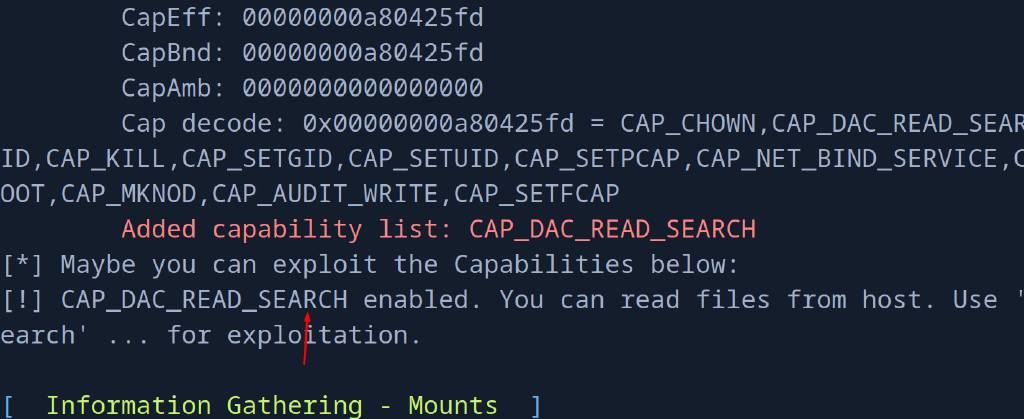 CapEff: 00000000a80425fd
CapBnd: 00000000a80425fd
CapAmb: 0000000000000000
Cap decode: 0x00000000a80425fd = CAP_CHOWN,CAP_DAC_READ_SEAR
ID,CAP_KILL,CAP_SETGID,CAP_SETUID,CAP_SETPCAP,CAP_NET_BIND_SERVICE,C
OOT,CAP_MKNOD,CAP_AUDIT_WRITE,CAP_SETFCAP
Added capability list: CAP_DAC_READ_SEARCH
[*] Maybe you can exploit the Capabilities below:
[!] CAP_DAC_READ_SEARCH enabled. You can read files from host. Use '
earch' ... for exploitation.
[ Information Gathering - Mounts ]